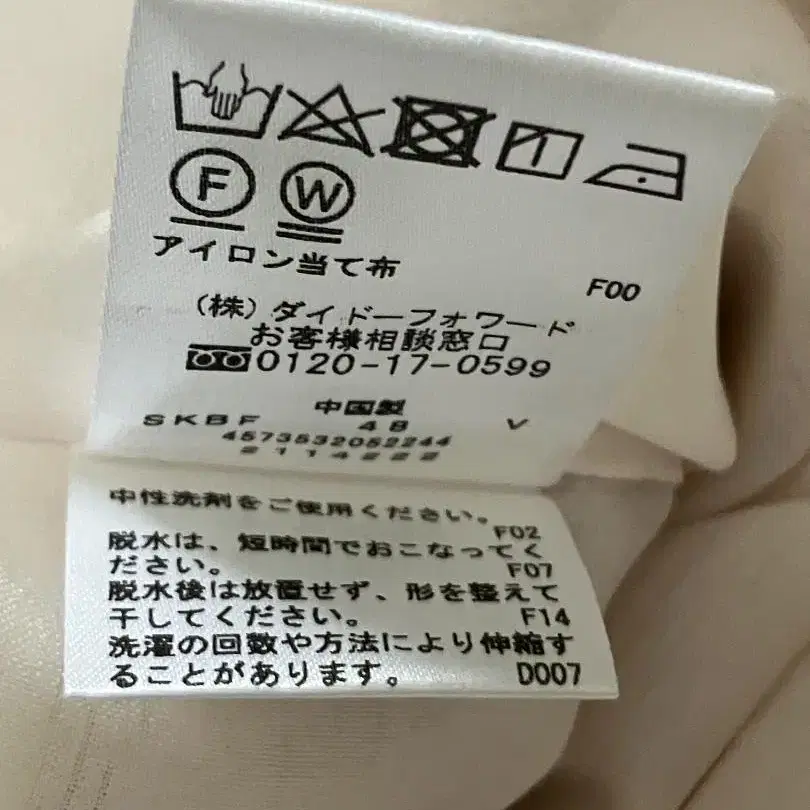 F W
アイロン当て布
F00
(株)ダイドーフォワード
お客様相談窓口
0120-17-0599
中国製
SKBF 48 V
4573532052244
2114222
中性洗剤をご使用ください。
F02
脱水は、短時間でおこなってく
ださい。 F07
脱水後は放置せず、形を整えて
干してください。 F14
洗濯の回数や方法により伸縮す
ることがあります。 D007